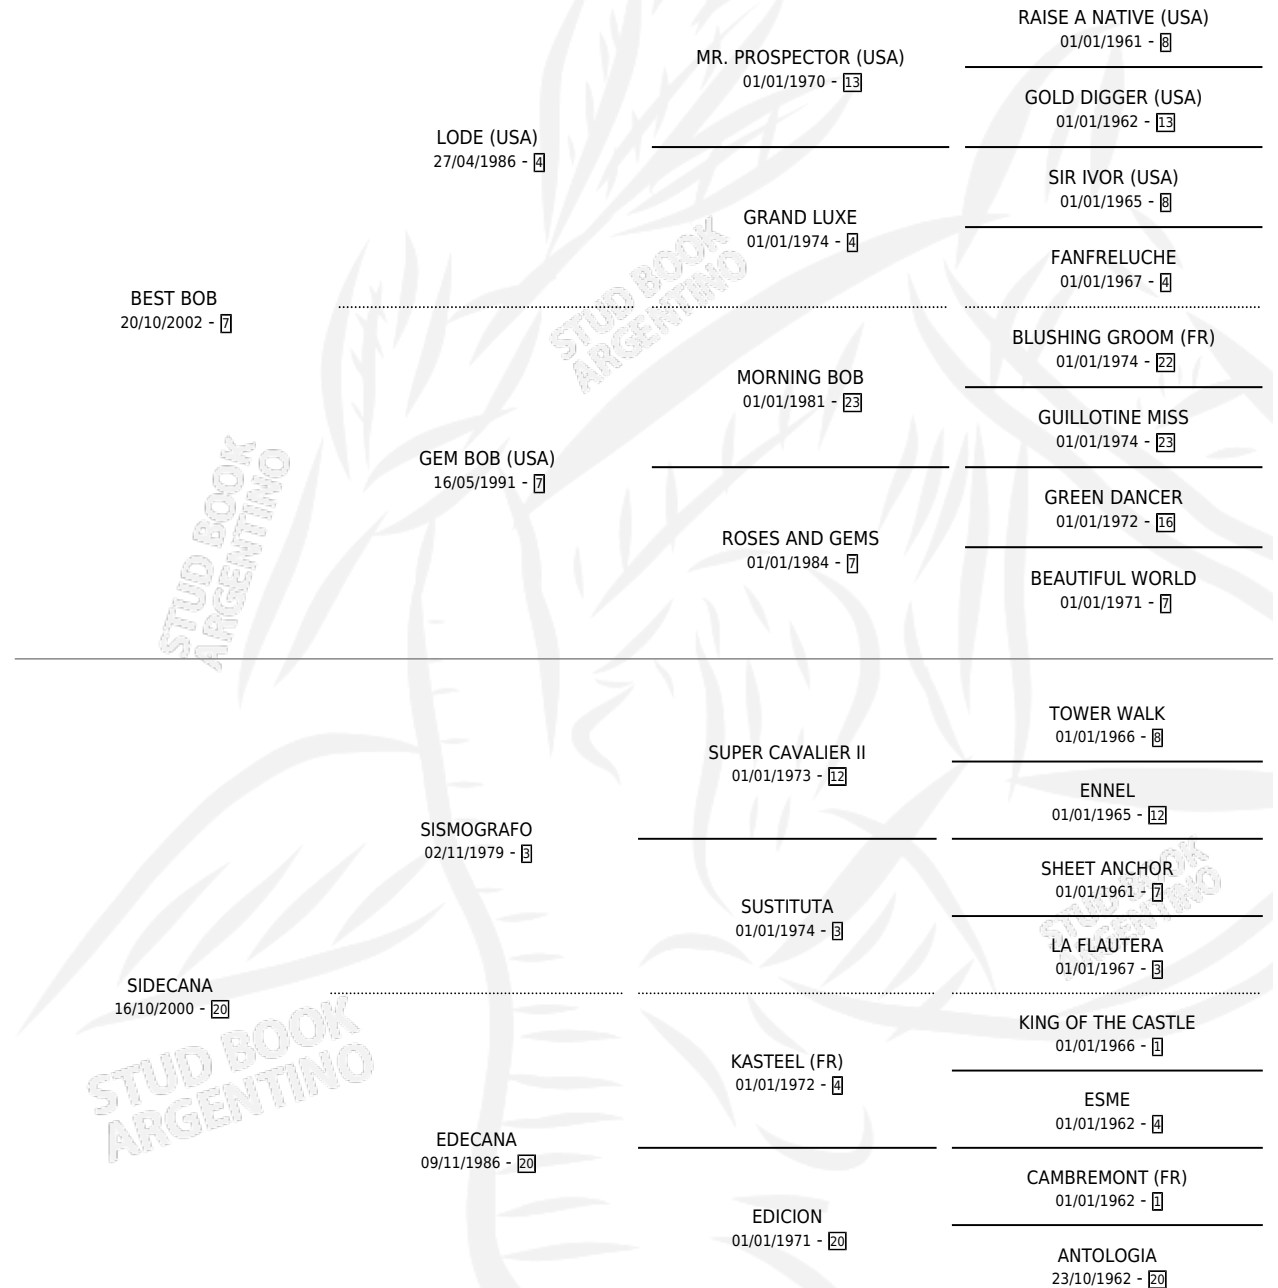 RAISE A NATIVE (USA)
01/01/1961 - 8
MR. PROSPECTOR (USA)
01/01/1970 - 13
GOLD DIGGER (USA)
01/01/1962 - 13
LODE (USA)
27/04/1986 - 4
SIR IVOR (USA)
01/01/1965 - 8
GRAND LUXE
01/01/1974 - 4
FANFRELUCHE
01/01/1967 - 4
STUD BOOK
ARGENTINO
BEST BOB
20/10/2002 - 7
BLUSHING GROOM (FR)
01/01/1974 - 22
MORNING BOB
01/01/1981 - 23
GUILLOTINE MISS
01/01/1974 - 23
GEM BOB (USA)
16/05/1991 - 7
GREEN DANCER
01/01/1972 - 16
ROSES AND GEMS
01/01/1984 - 7
BEAUTIFUL WORLD
01/01/1971 - 7
STUD BOOK
ARGENTINO
TOWER WALK
01/01/1966 - 8
SUPER CAVALIER II
01/01/1973 - 12
ENNEL
01/01/1965 - 12
SISMOGRAFO
02/11/1979 - 3
SHEET ANCHOR
01/01/1961 - 7
SUSTITUTA
01/01/1974 - 3
STUD BOOK
ARGENTINO
LA FLAUTERA
01/01/1967 - 3
SIDECANA
16/10/2000 - 20
KING OF THE CASTLE
01/01/1966 - 1
STUD BOOK
ARGENTINO
KASTEEL (FR)
01/01/1972 - 4
ESME
01/01/1962 - 4
EDECANA
09/11/1986 - 20
CAMBREMONT (FR)
01/01/1962 - 1
EDICION
01/01/1971 - 20
ANTOLOGIA
23/10/1962 - 20